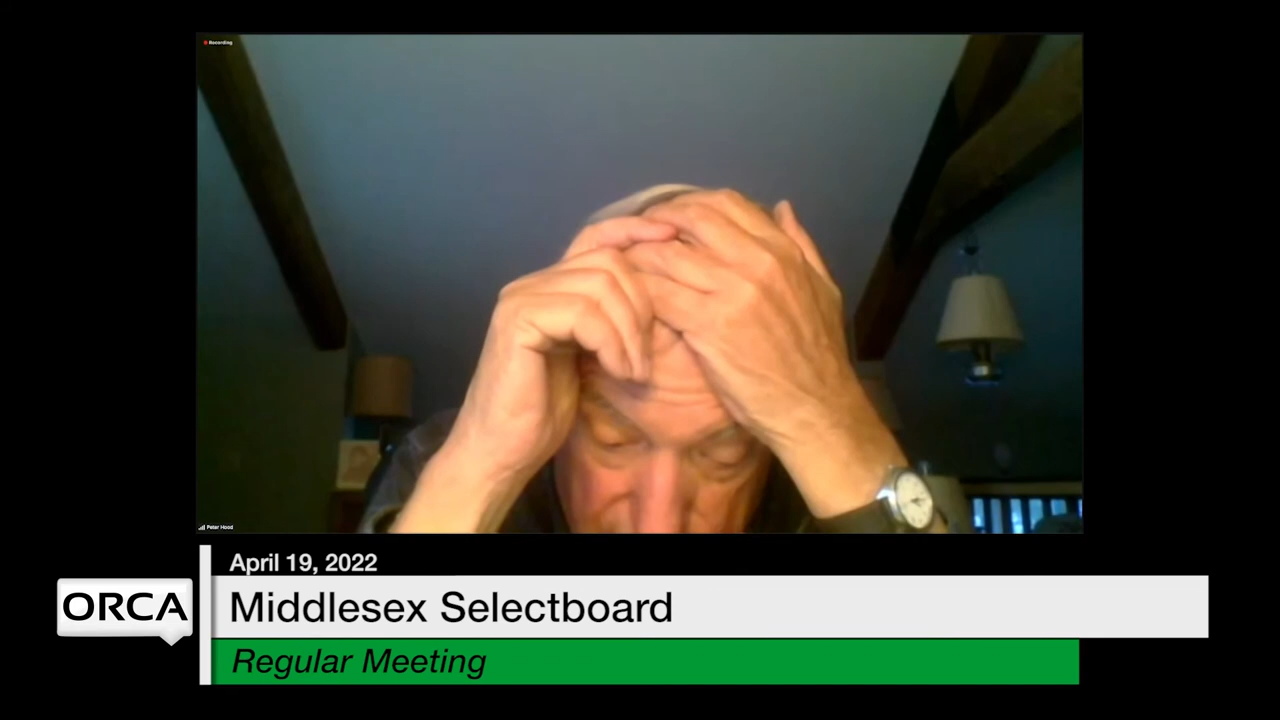 Recording
Peter Hood
April 19, 2022
ORCA
Middlesex Selectboard
Regular Meeting